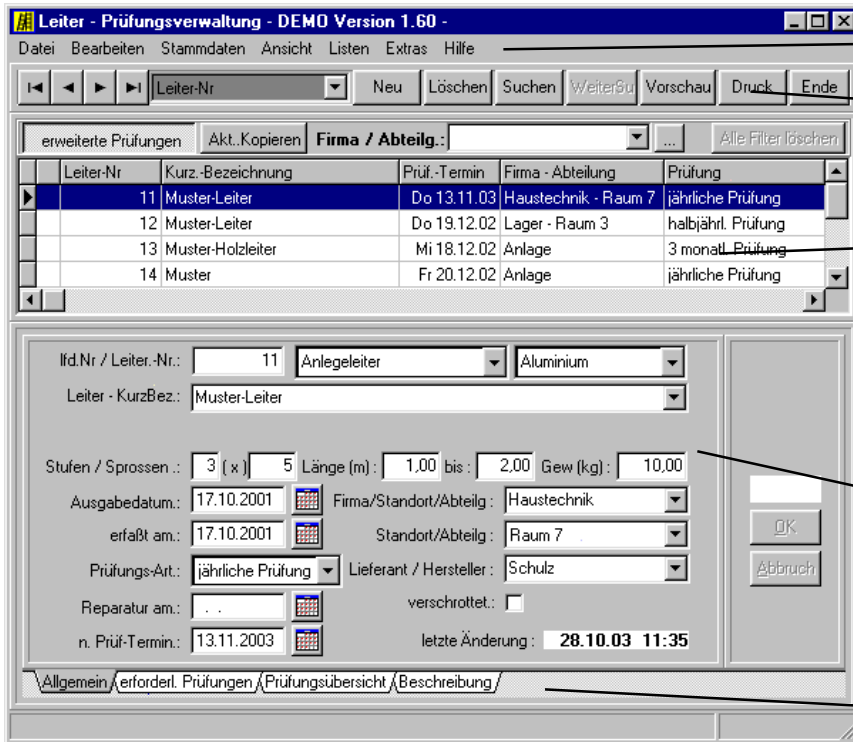 Leiter - Prüfungsverwaltung - DEMO Version 1.60 -
Datei Bearbeiten Stammdaten Ansicht Listen Extras Hilfe
Leiter-Nr Neu Löschen Suchen WeiterSu Vorschau Druck Ende
erweiterte Prüfungen Akt..Kopieren Firma / Abteilg.: ... Alle Filter löschen
Leiter-Nr Kurz.-Bezeichnung Prüf.-Termin Firma - Abteilung Prüfung
11 Muster-Leiter Do 13.11.03 Haustechnik - Raum 7 jährliche Prüfung
12 Muster-Leiter Do 19.12.02 Lager - Raum 3 halbjährl. Prüfung
13 Muster-Holzleiter Mi 18.12.02 Anlage 3 monatl. Prüfung
14 Muster Fr 20.12.02 Anlage jährliche Prüfung
lfd.Nr / Leiter.-Nr.: 11 Anlegeleiter Aluminium
Leiter - KurzBez.: Muster-Leiter
Stufen / Sprossen .: 3 ( x ) 5 Länge (m) : 1,00 bis : 2,00 Gew (kg) : 10,00
Ausgabedatum.: 17.10.2001 Firma/Standort/Abteilg : Haustechnik
erfaßt am.: 17.10.2001 Standort/Abteilg : Raum 7
OK
Prüfungs-Art.: jährliche Prüfung Lieferant / Hersteller : Schulz
Abbruch
Reparatur am.: . . verschrottet.:
n. Prüf-Termin.: 13.11.2003 letzte Änderung : 28.10.03 11:35
Allgemein erforderl. Prüfungen Prüfungsübersicht Beschreibung